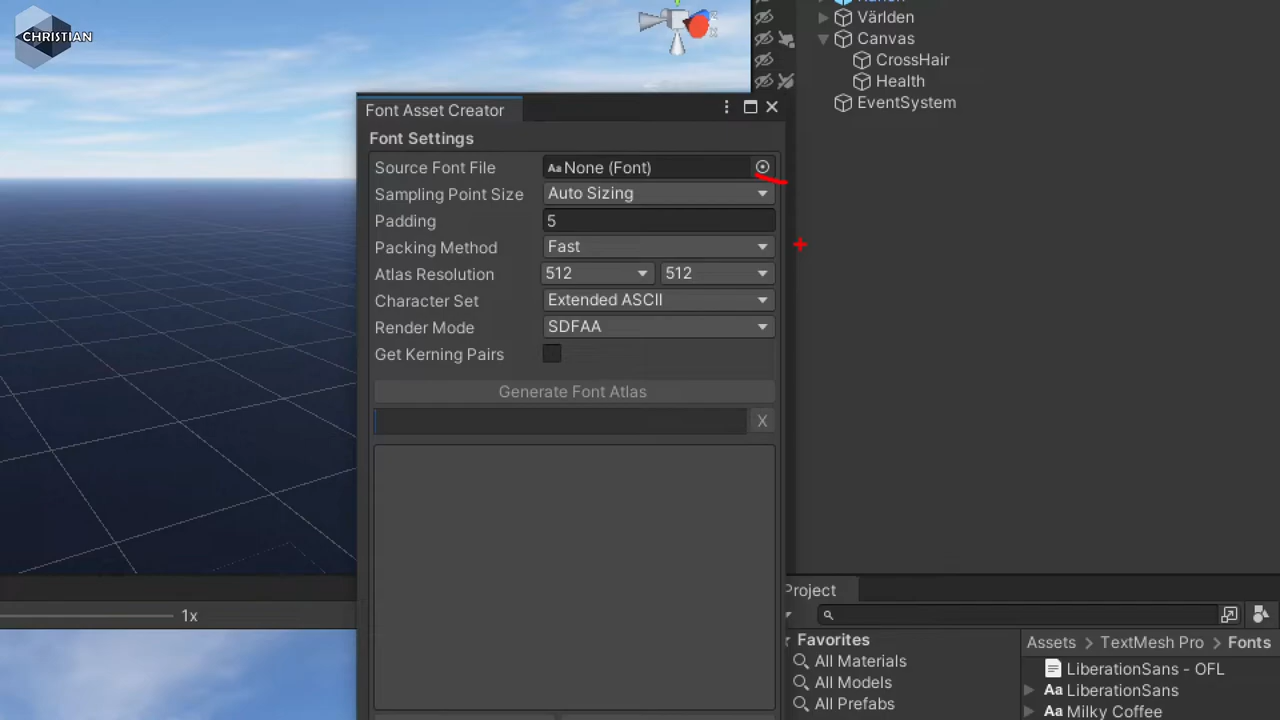 CHRISTIAN
Världen
Canvas
CrossHair
Health
EventSystem
Font Asset Creator
Font Settings
Source Font File
Aa None (Font)
Sampling Point Size
Auto Sizing
Padding
5
Packing Method
Fast
Atlas Resolution
512 512
Character Set
Extended ASCII
Render Mode
SDFAA
Get Kerning Pairs
Generate Font Atlas
X
1x
Project
Favorites
All Materials
All Models
All Prefabs
Assets > TextMesh Pro > Fonts
LiberationSans - OFL
Aa LiberationSans
Aa Milky Coffee